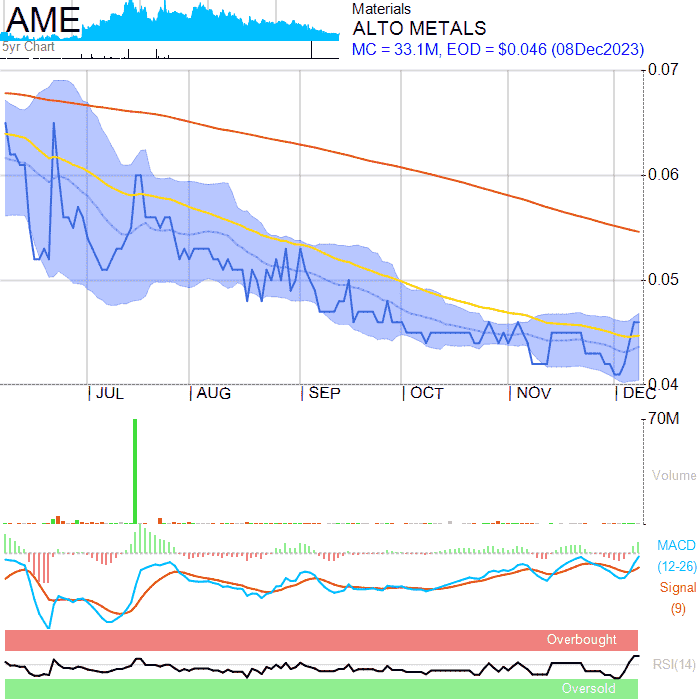 AME
5yr Chart
Materials
ALTO METALS
MC = 33.1M, EOD = $0.046 (08Dec2023)
0.07
0.06
0.05
0.04
JUL AUG SEP OCT NOV DEC
70M
Volume
MACD
(12-26)
Signal
(9)
Overbought
RSI(14)
Oversold